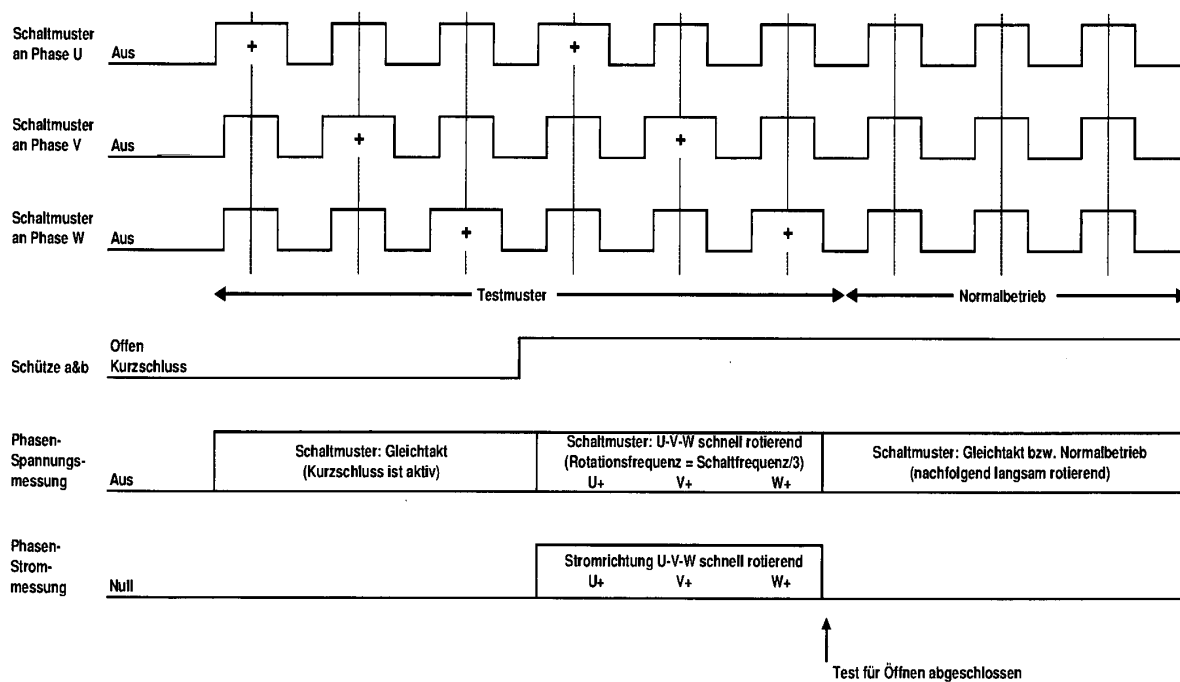 Schaltmuster
an Phase U
Aus
+
+
Schaltmuster
an Phase V
Aus
+
+
Schaltmuster
an Phase W
Aus
+
+
Testmuster
Normalbetrieb
Schütze a&b
Offen
Kurzschluss
Phasen-
Spannungs-
messung
Aus
Schaltmuster: Gleichtakt
(Kurzschluss ist aktiv)
Schaltmuster: U-V-W schnell rotierend
(Rotationsfrequenz = Schaltfrequenz/3)
U+ V+ W+
Schaltmuster: Gleichtakt bzw. Normalbetrieb
(nachfolgend langsam rotierend)
Phasen-
Strom-
messung
Null
Stromrichtung U-V-W schnell rotierend
U+ V+ W+
Test für Öffnen abgeschlossen